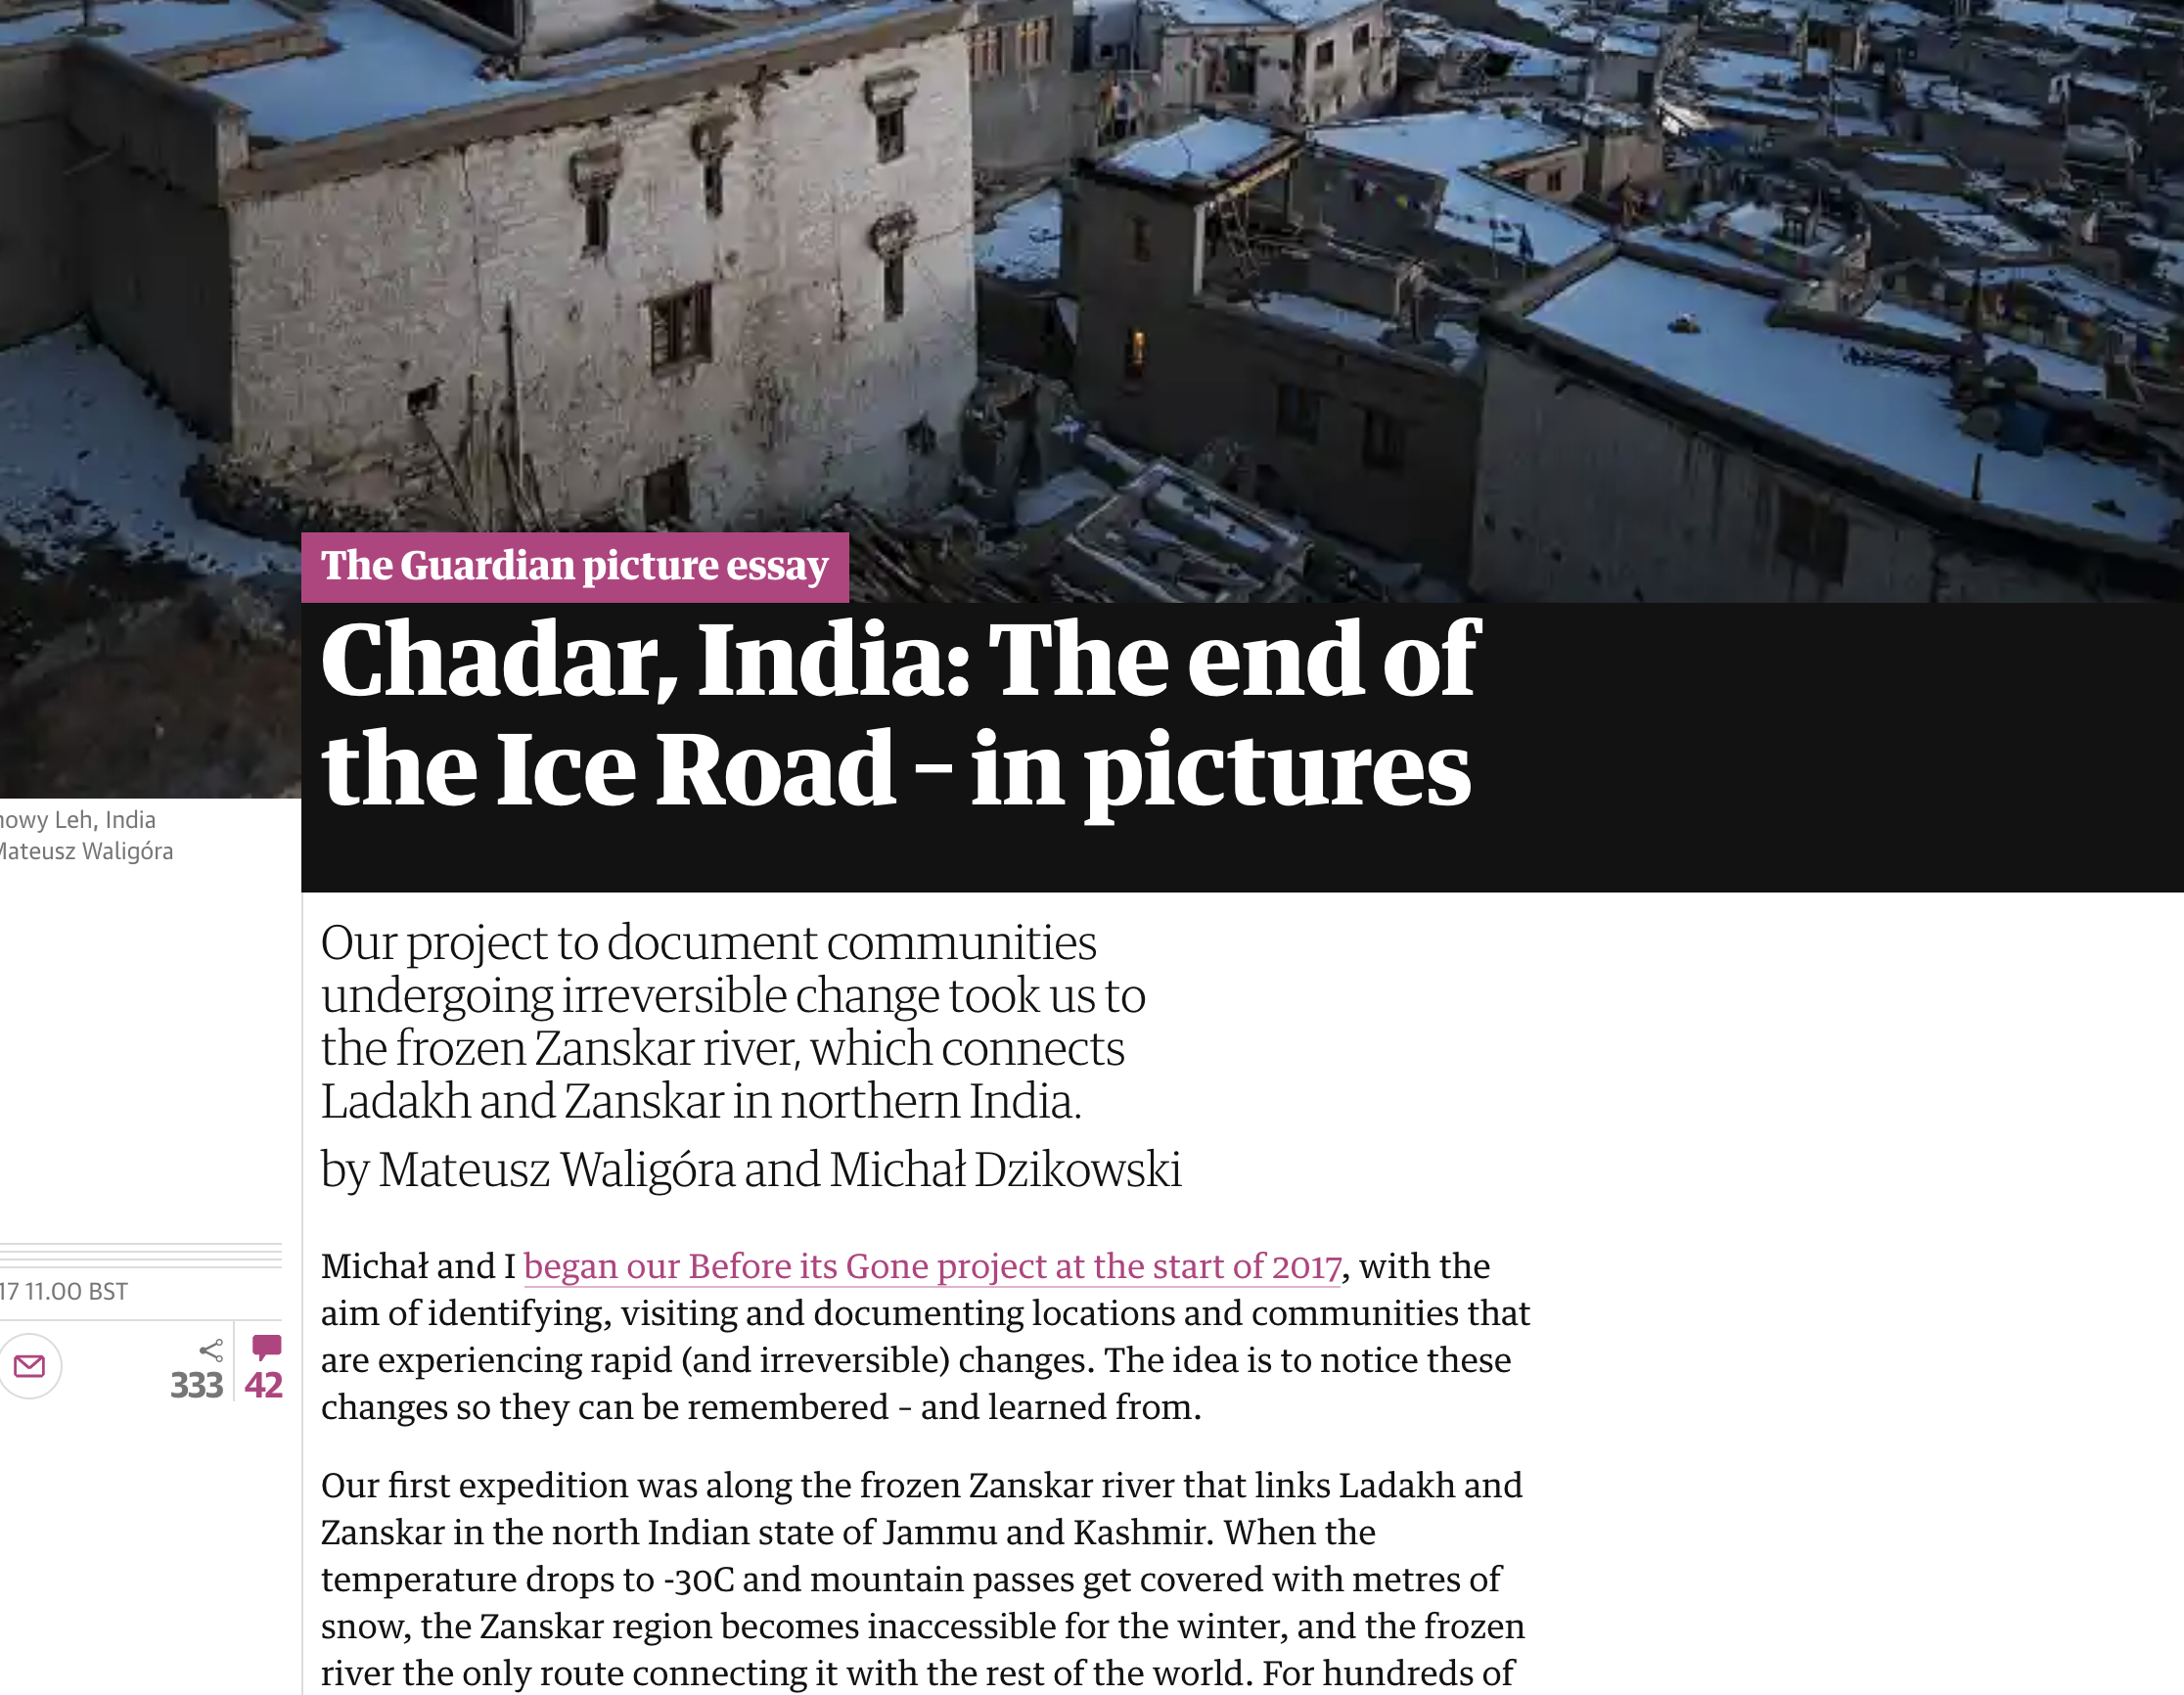 The Guardian picture essay
Chadar, India: The end of
the Ice Road – in pictures
Leh, India
Waligóra
Our project to document communities
undergoing irreversible change took us to
the frozen Zanskar river, which connects
Ladakh and Zanskar in northern India.
by Mateusz Waligóra and Michał Dzikowski
17 11.00 BST
333
42
Michał and I began our Before its Gone project at the start of 2017, with the
aim of identifying, visiting and documenting locations and communities that
are experiencing rapid (and irreversible) changes. The idea is to notice these
changes so they can be remembered – and learned from.
Our first expedition was along the frozen Zanskar river that links Ladakh and
Zanskar in the north Indian state of Jammu and Kashmir. When the
temperature drops to -30C and mountain passes get covered with metres of
snow, the Zanskar region becomes inaccessible for the winter, and the frozen
river the only route connecting it with the rest of the world. For hundreds of